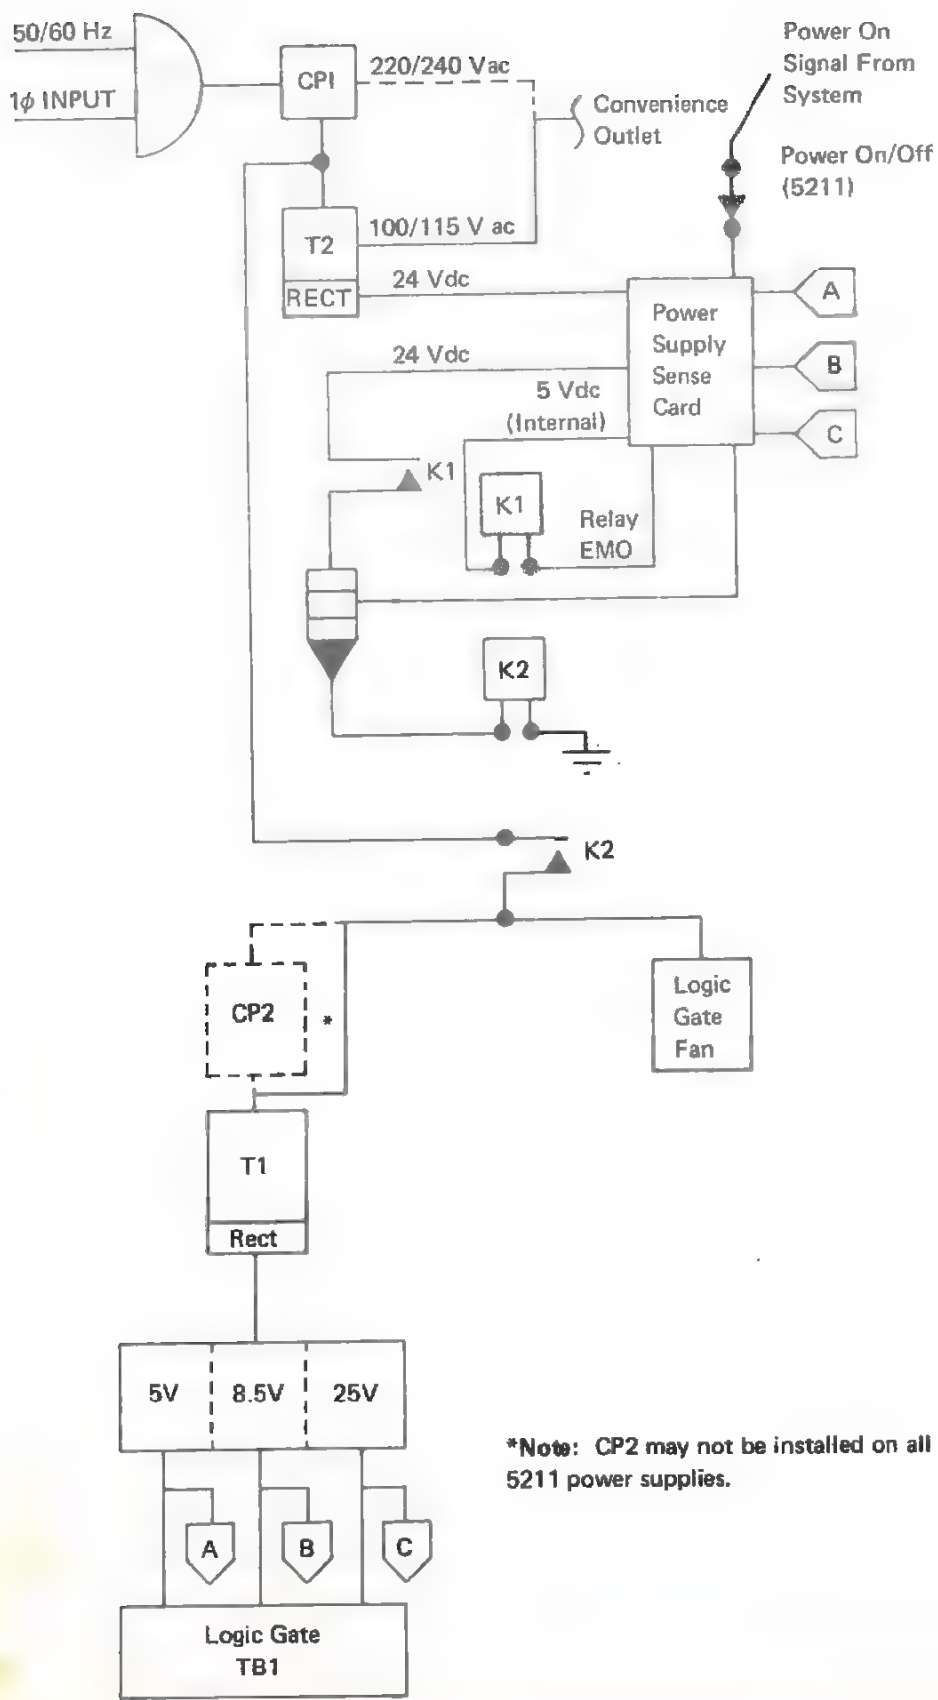 50/60 Hz
1ϕ INPUT
CPI
220/240 Vac
Convenience
Outlet
Power On
Signal From
System
Power On/Off
(5211)
T2
RECT
100/115 V ac
24 Vdc
24 Vdc
5 Vdc
(Internal)
Power
Supply
Sense
Card
A
B
C
K1
K1
Relay
EMO
K2
K2
CP2
*
Logic
Gate
Fan
T1
Rect
5V
8.5V
25V
*Note: CP2 may not be installed on all
5211 power supplies.
A
B
C
Logic Gate
TB1